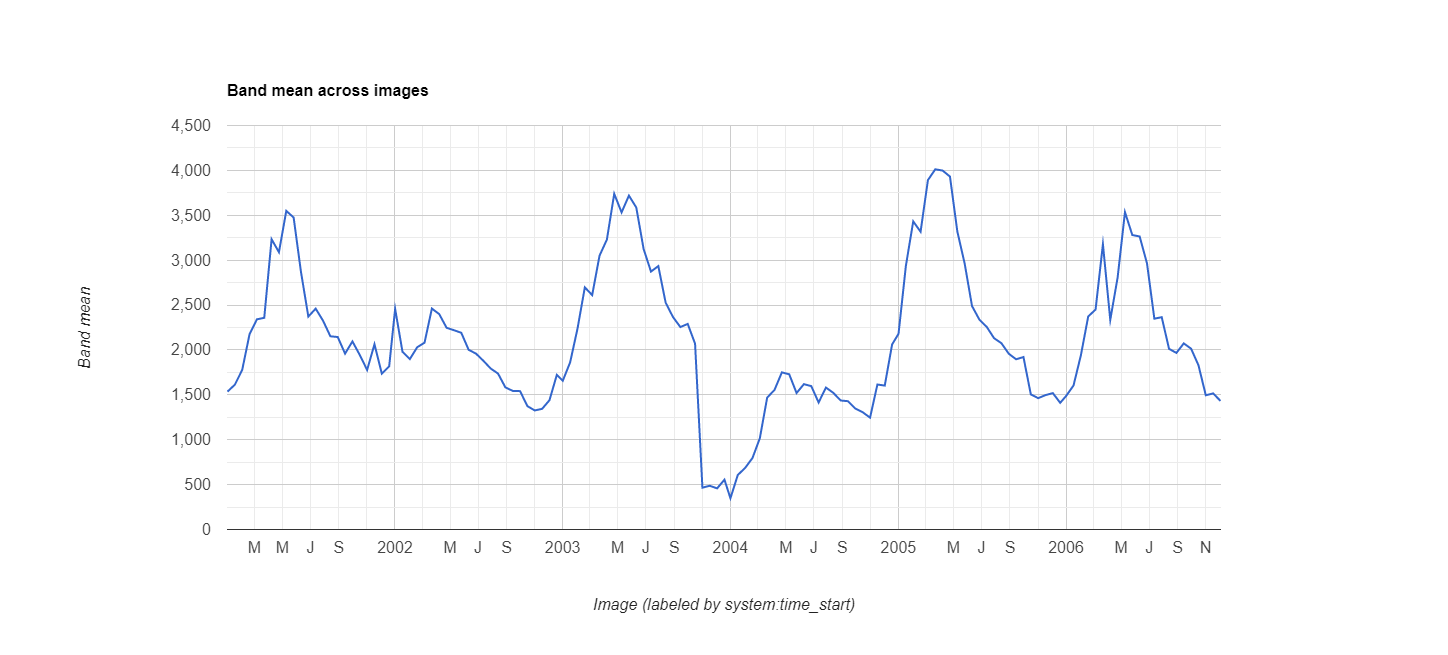 Band mean across images
4,500
4,000
3,500
3,000
2,500
2,000
1,500
1,000
500
0
Band mean
M M J S 2002 M J S 2003 M J S 2004 M J S 2005 M J S 2006 M J S N
Image (labeled by system:time_start)